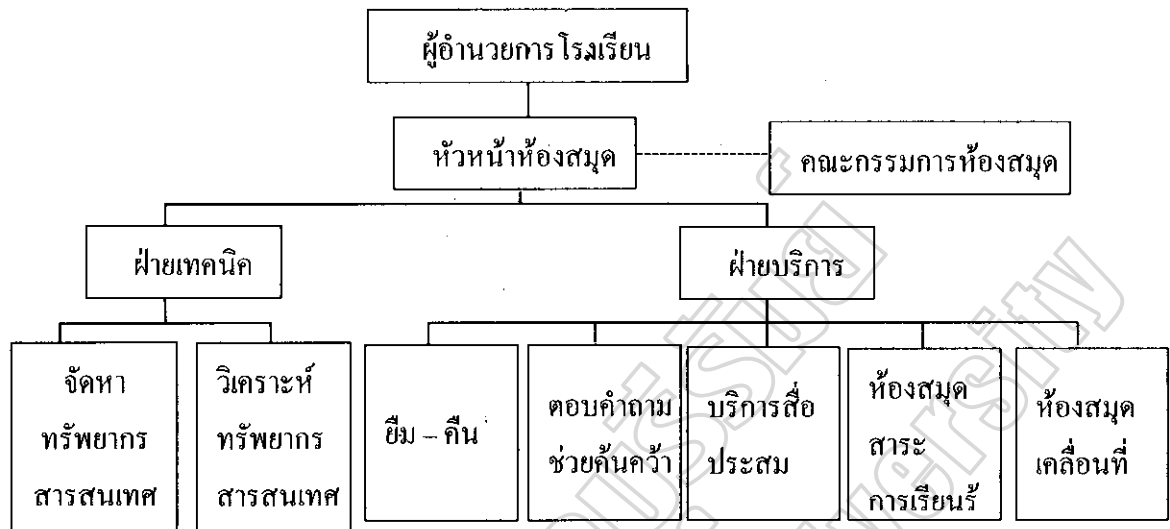 ผู้อำนวยการโรงเรียน
หัวหน้าห้องสมุด
คณะกรรมการห้องสมุด
ฝ่ายเทคนิค
ฝ่ายบริการ
จัดหา
ทรัพยากร
สารสนเทศ
วิเคราะห์
ทรัพยากร
สารสนเทศ
ยืม – คืน
ตอบคำถาม
ช่วยค้นคว้า
บริการสื่อ
ประสม
ห้องสมุด
สาระ
การเรียนรู้
ห้องสมุด
เคลื่อนที่